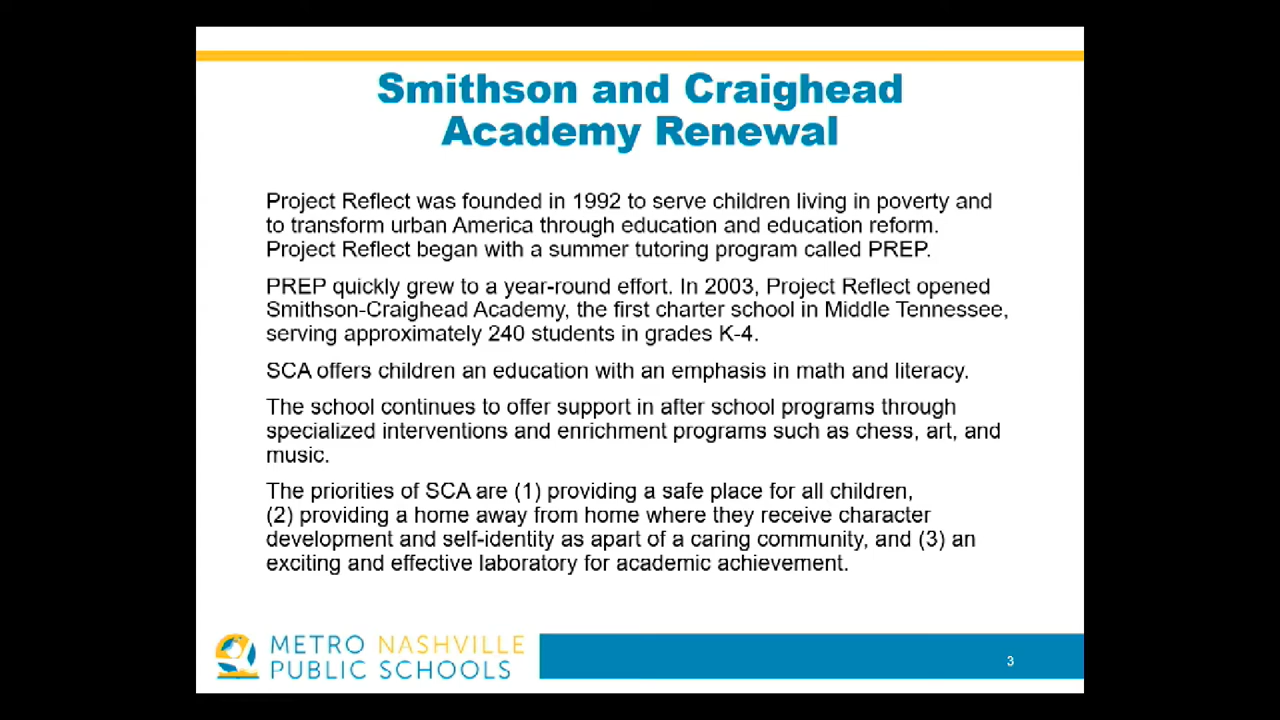 Smithson and Craighead
Academy Renewal
Project Reflect was founded in 1992 to serve children living in poverty and
to transform urban America through education and education reform.
Project Reflect began with a summer tutoring program called PREP.
PREP quickly grew to a year-round effort. In 2003, Project Reflect opened
Smithson-Craighead Academy, the first charter school in Middle Tennessee,
serving approximately 240 students in grades K-4.
SCA offers children an education with an emphasis in math and literacy.
The school continues to offer support in after school programs through
specialized interventions and enrichment programs such as chess, art, and
music.
The priorities of SCA are (1) providing a safe place for all children,
(2) providing a home away from home where they receive character
development and self-identity as apart of a caring community, and (3) an
exciting and effective laboratory for academic achievement.
METRO NASHVILLE
PUBLIC SCHOOLS
3